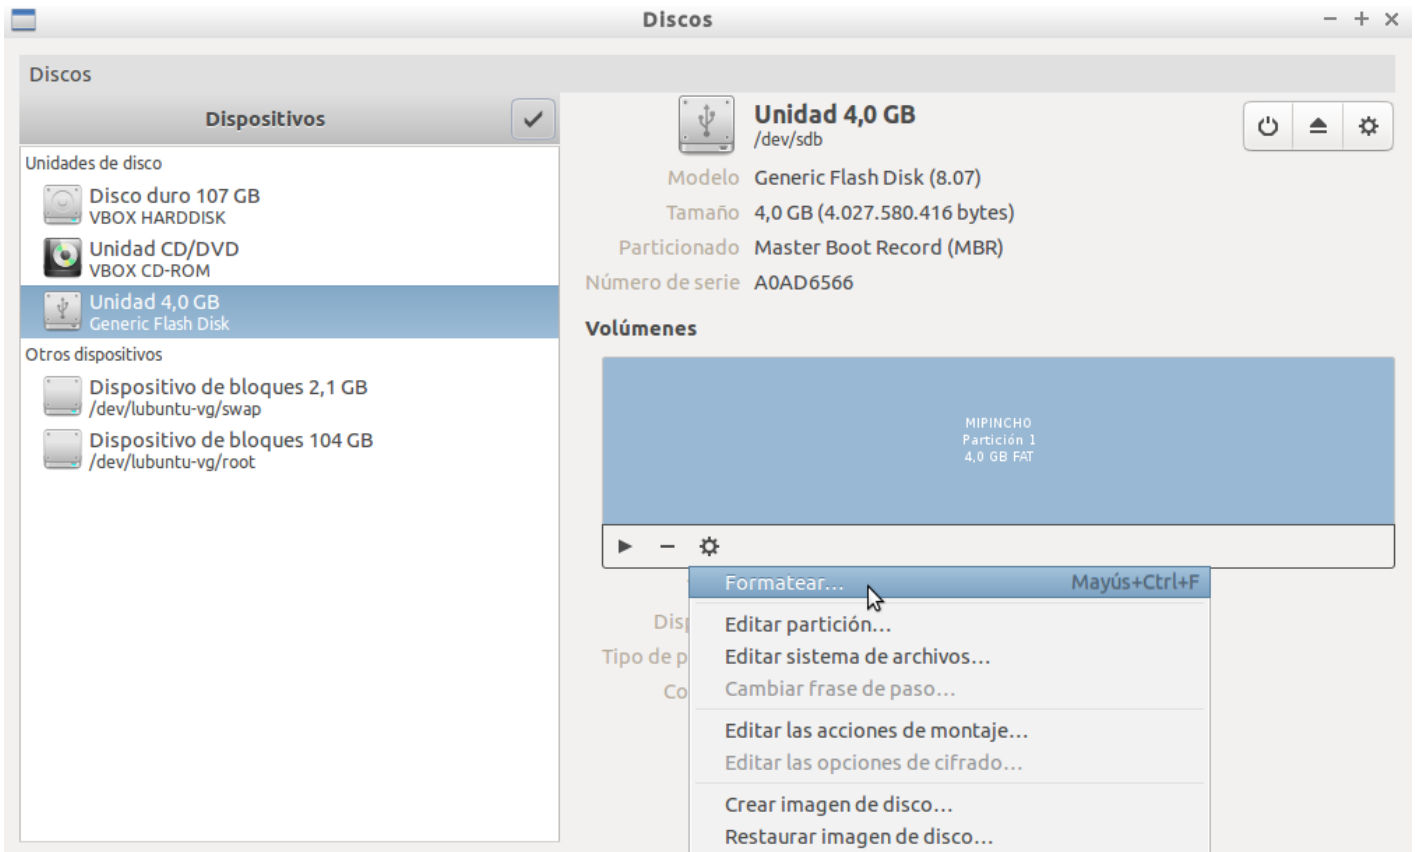 Discos
Discos
Dispositivos
Unidades de disco
Disco duro 107 GB
VBOX HARDDISK
Unidad CD/DVD
VBOX CD-ROM
Unidad 4,0 GB
Generic Flash Disk
Otros dispositivos
Dispositivo de bloques 2,1 GB
/dev/lubuntu-vg/swap
Dispositivo de bloques 104 GB
/dev/lubuntu-vg/root
Unidad 4,0 GB
/dev/sdb
Modelo Generic Flash Disk (8.07)
Tamaño 4,0 GB (4.027.580.416 bytes)
Particionado Master Boot Record (MBR)
Número de serie A0AD6566
Volúmenes
MIPINCHO
Partición 1
4,0 GB FAT
Formatear... Mayús+Ctrl+F
Editar partición...
Tipo de p Editar sistema de archivos...
Co Cambiar frase de paso...
Editar las acciones de montaje...
Editar las opciones de cifrado...
Crear imagen de disco...
Restaurar imagen de disco...